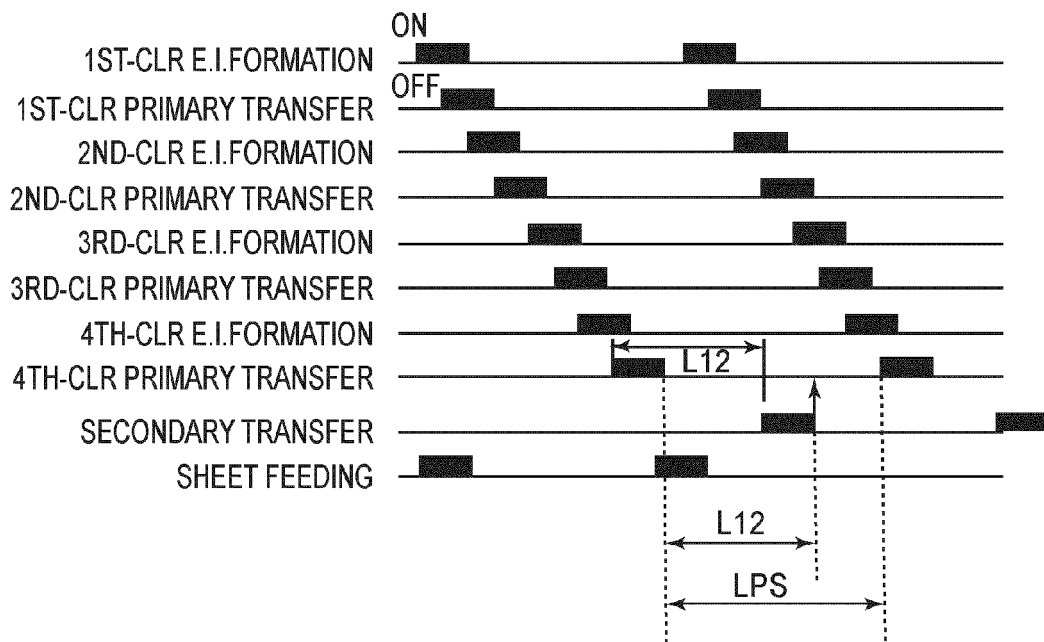 ON
1ST-CLR E.I.FORMATION
OFF
1ST-CLR PRIMARY TRANSFER
2ND-CLR E.I.FORMATION
2ND-CLR PRIMARY TRANSFER
3RD-CLR E.I.FORMATION
3RD-CLR PRIMARY TRANSFER
4TH-CLR E.I.FORMATION
L12
4TH-CLR PRIMARY TRANSFER
SECONDARY TRANSFER
SHEET FEEDING
L12
LPS